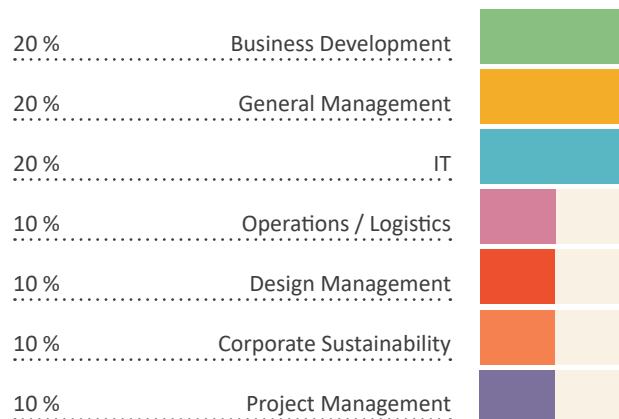 20 % Business Development
20 % General Management
20 % IT
10 % Operations / Logistics
10 % Design Management
10 % Corporate Sustainability
10 % Project Management